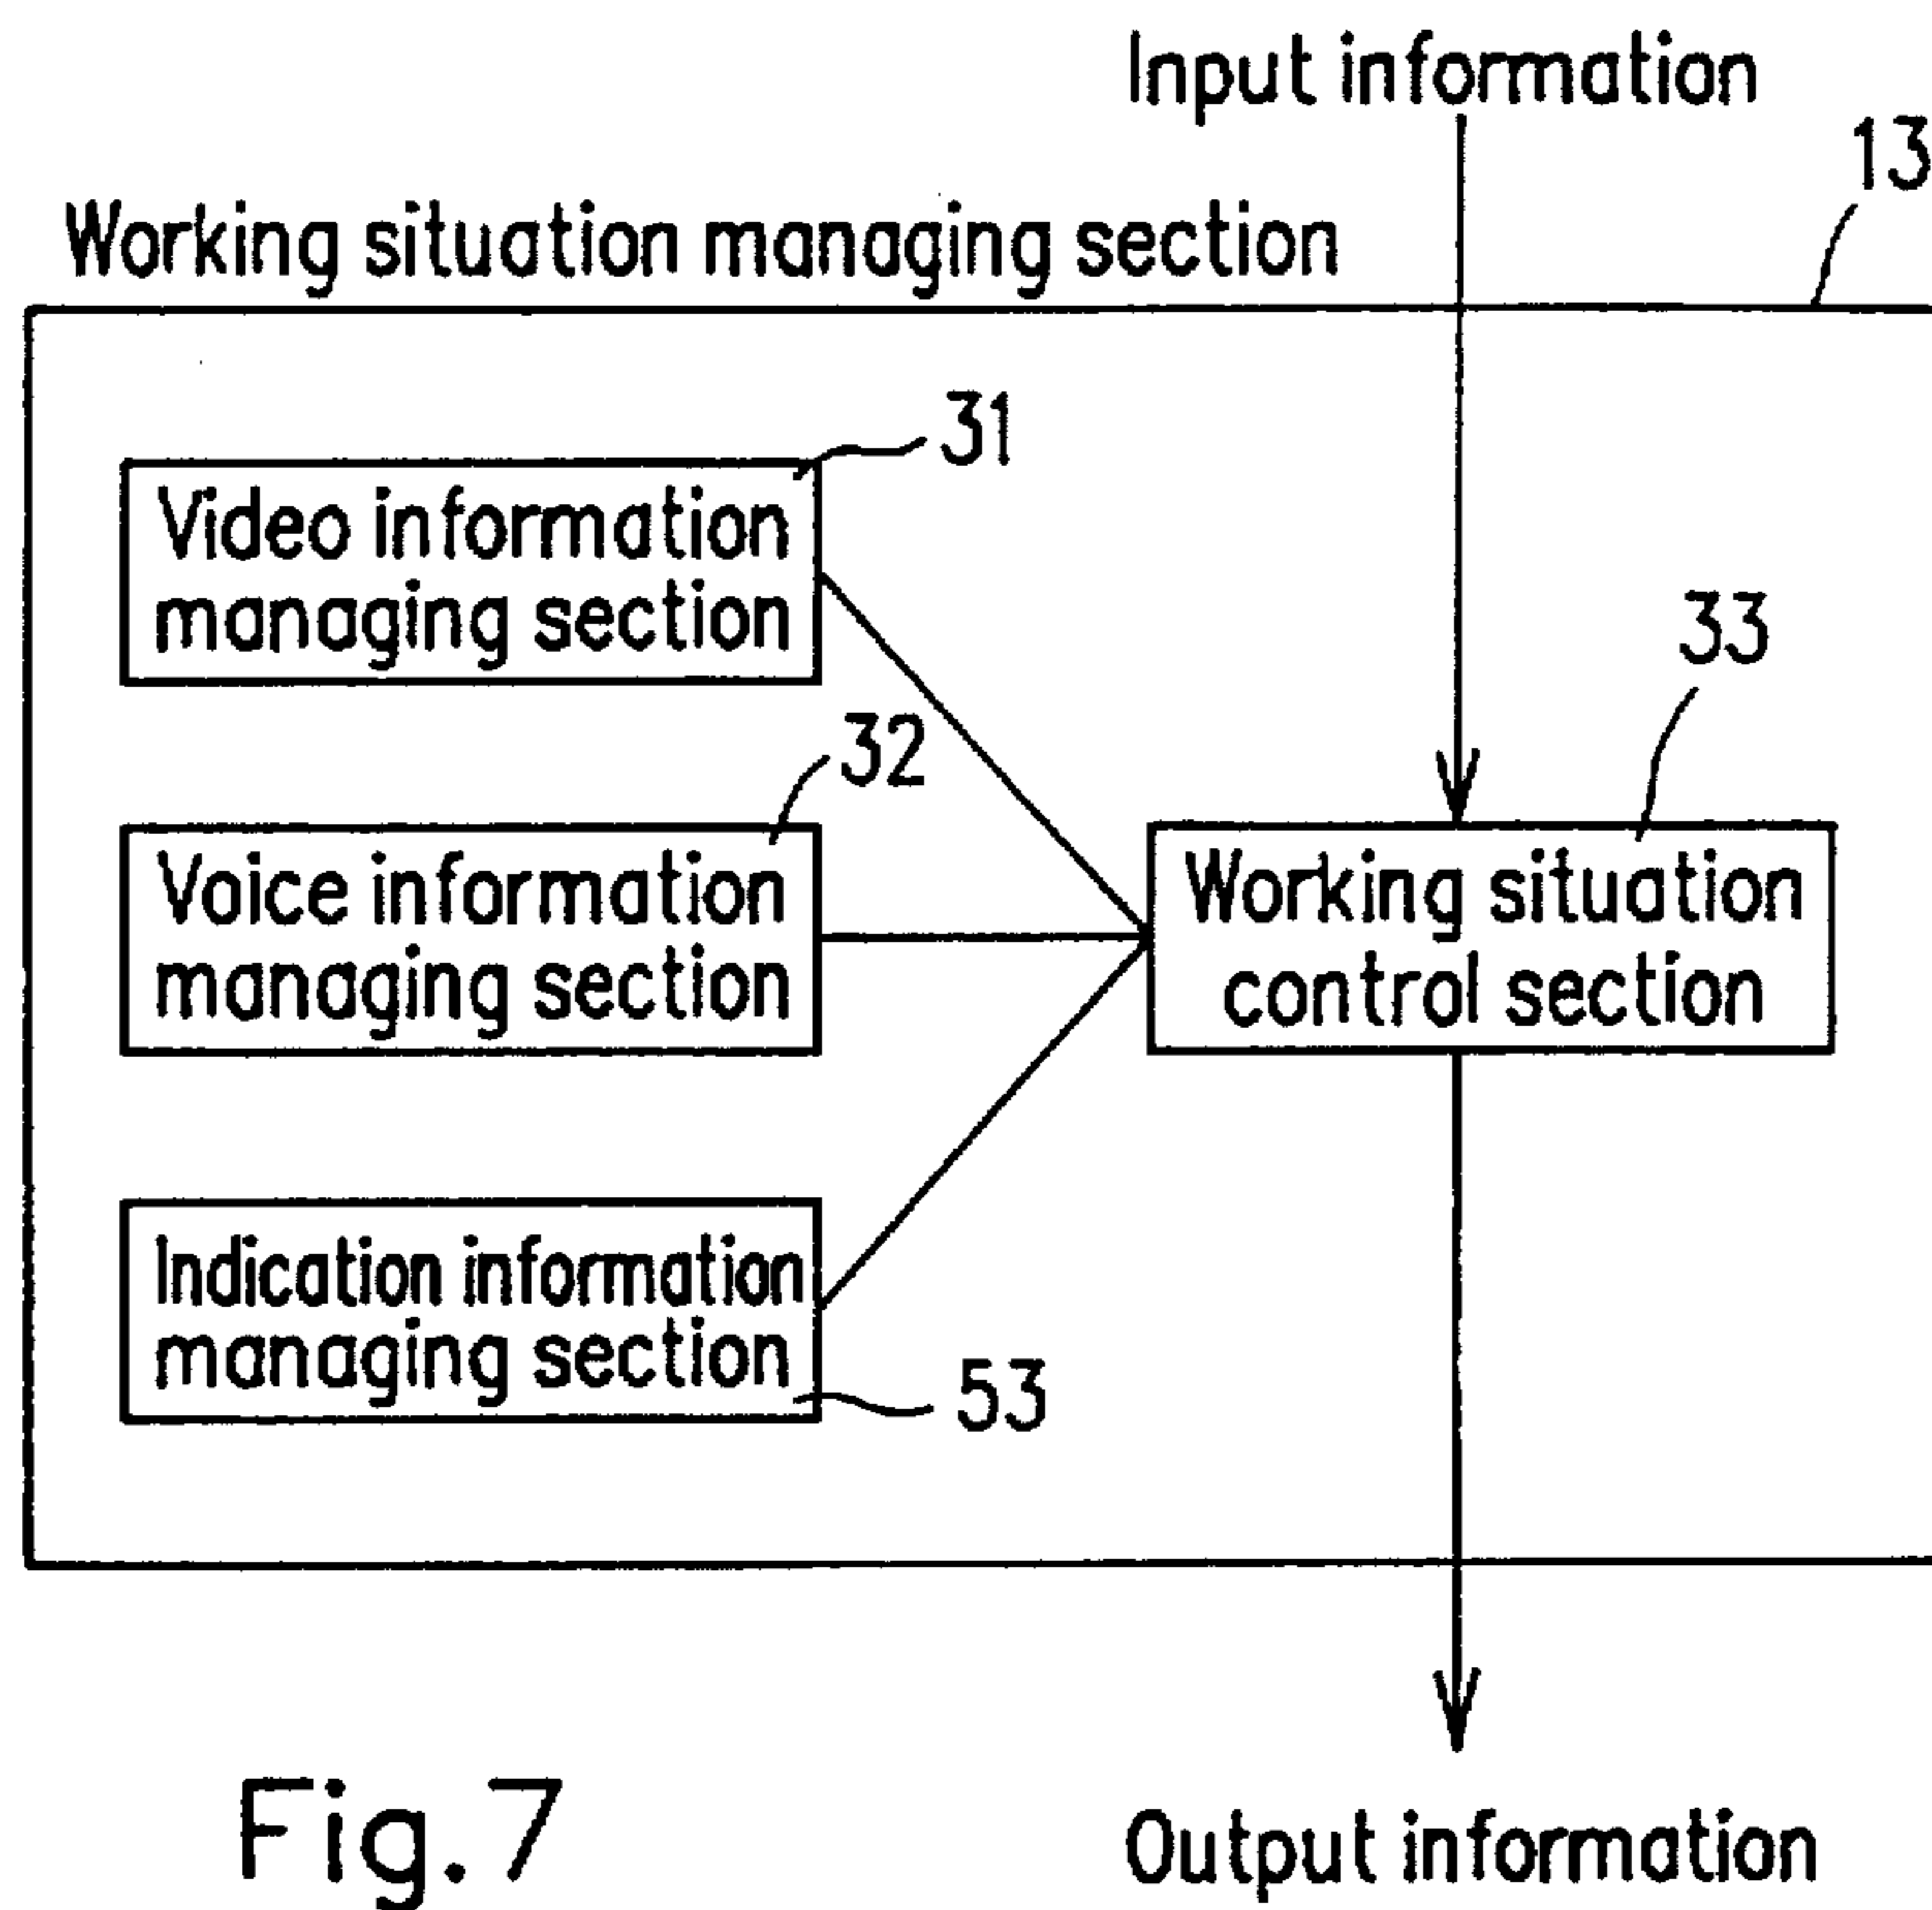 Input information
13
Working situation managing section
31
Video information
managing section
32
Voice information
managing section
33
Working situation
control section
Indication information
managing section
53
Output information
Fig.7